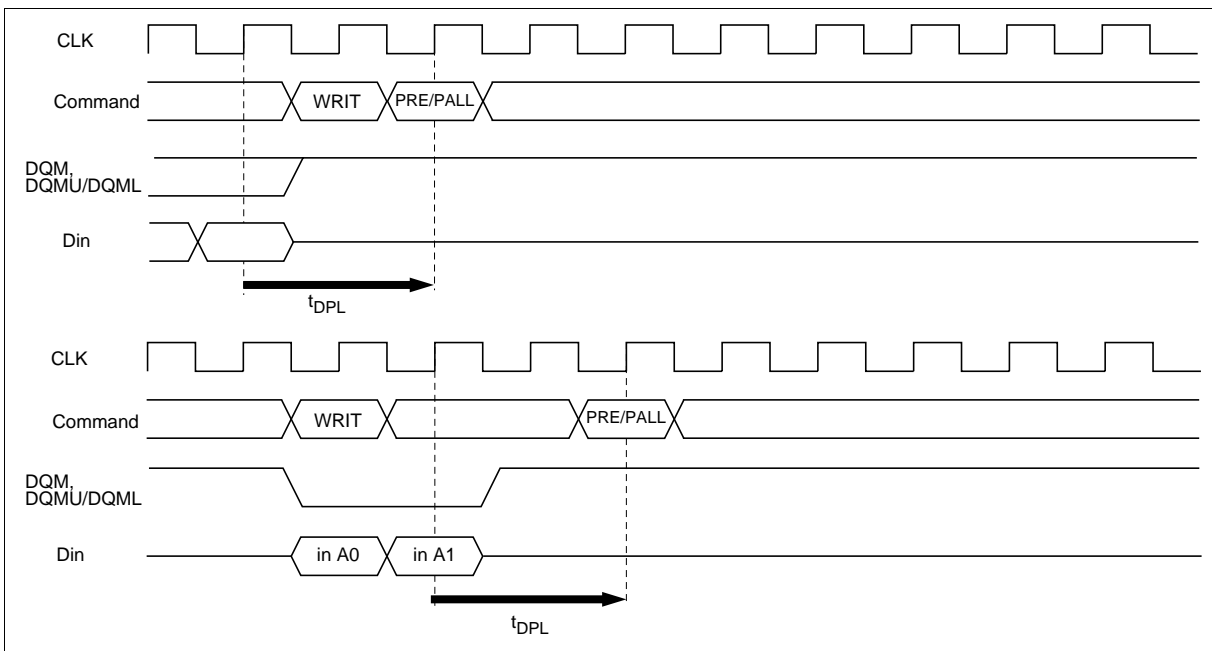 CLK
Command WRIT PRE/PALL
DQM,
DQMU/DQML
Din
tDPL
CLK
Command WRIT PRE/PALL
DQM,
DQMU/DQML
Din in A0 in A1
tDPL